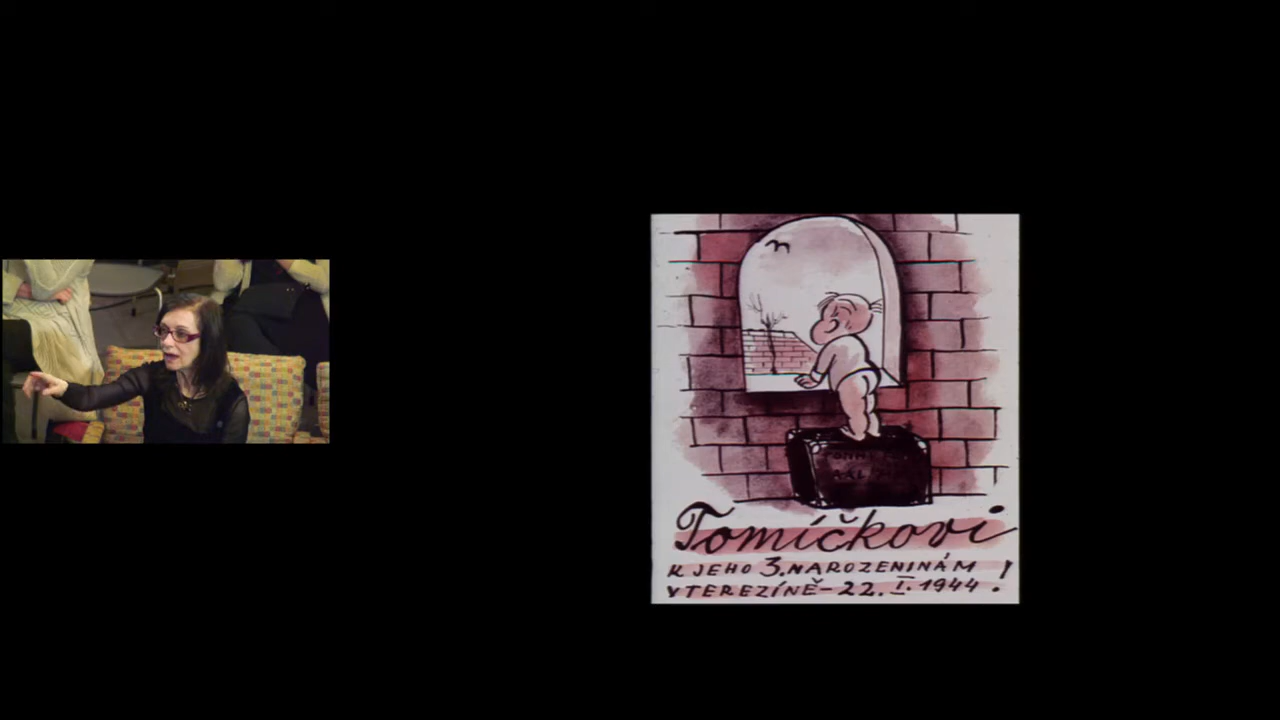 Tomíčkovi
K JEHO 3. NAROZENINÁM
V TEREZÍNĚ - 22. I. 1944 !